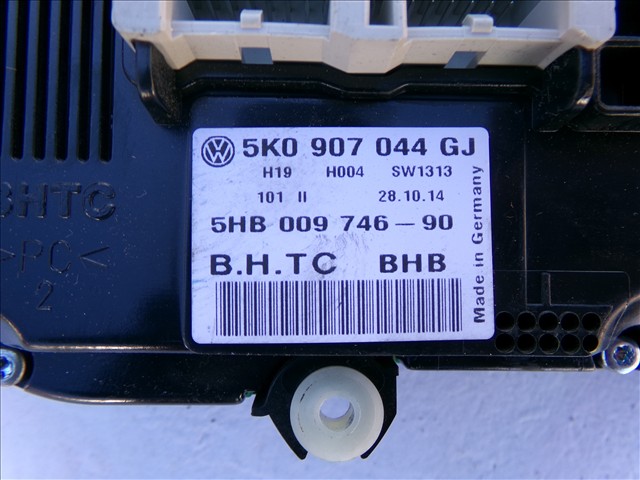 5K0 907 044 GJ
H19 H004 SW1313
101 II 28.10.14
5HB 009 746-90
B.H.TC BHB
Made in Germany
BHTC
>PC<
2